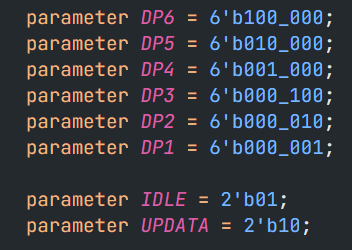 parameter DP6 = 6'b100_000;
parameter DP5 = 6'b010_000;
parameter DP4 = 6'b001_000;
parameter DP3 = 6'b000_100;
parameter DP2 = 6'b000_010;
parameter DP1 = 6'b000_001;
parameter IDLE = 2'b01;
parameter UPDATA = 2'b10;